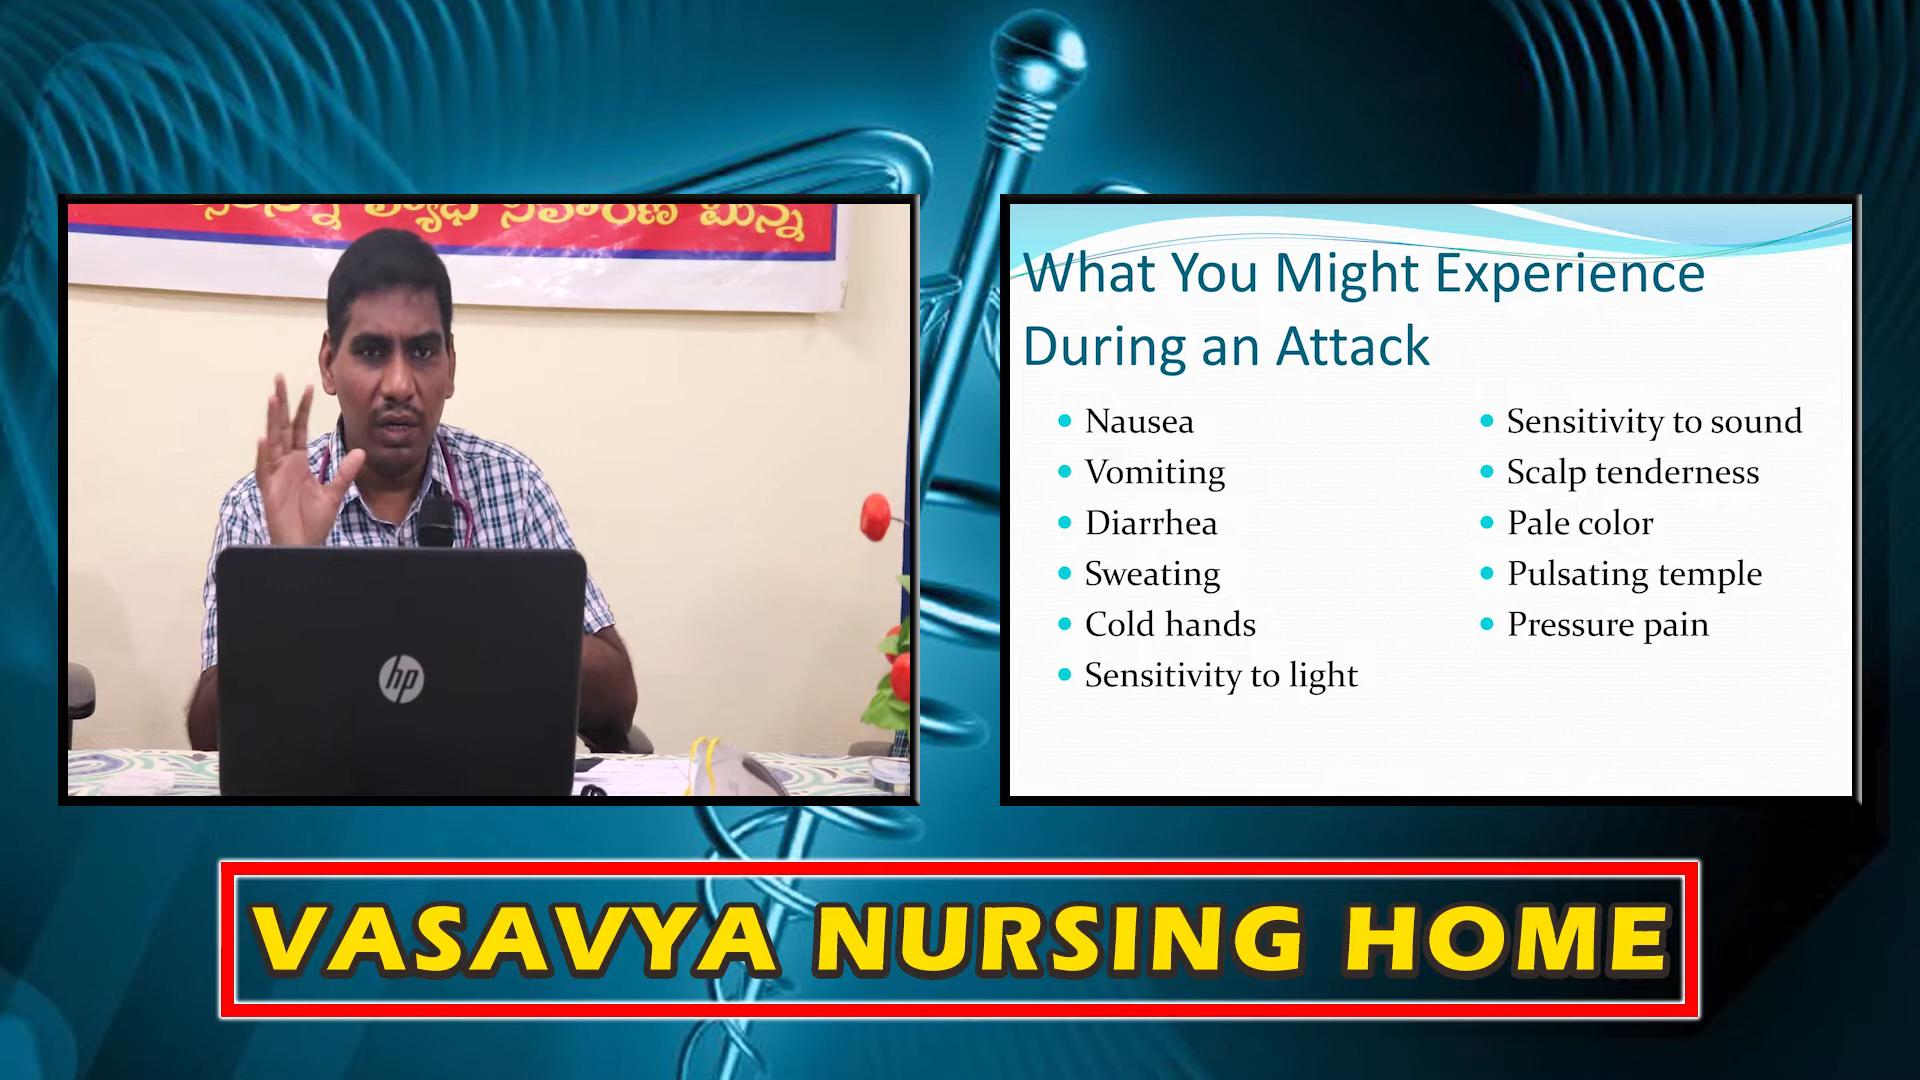 నివారణ మిన్న
hp
What You Might Experience
During an Attack
Nausea
Vomiting
Diarrhea
Sweating
Cold hands
Sensitivity to light
Sensitivity to sound
Scalp tenderness
Pale color
Pulsating temple
Pressure pain
VASAVYA NURSING HOME